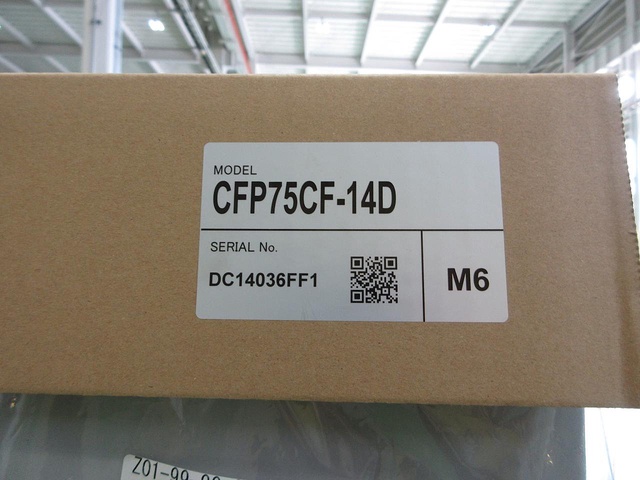 MODEL
CFP75CF-14D
SERIAL No.
DC14036FF1
M6